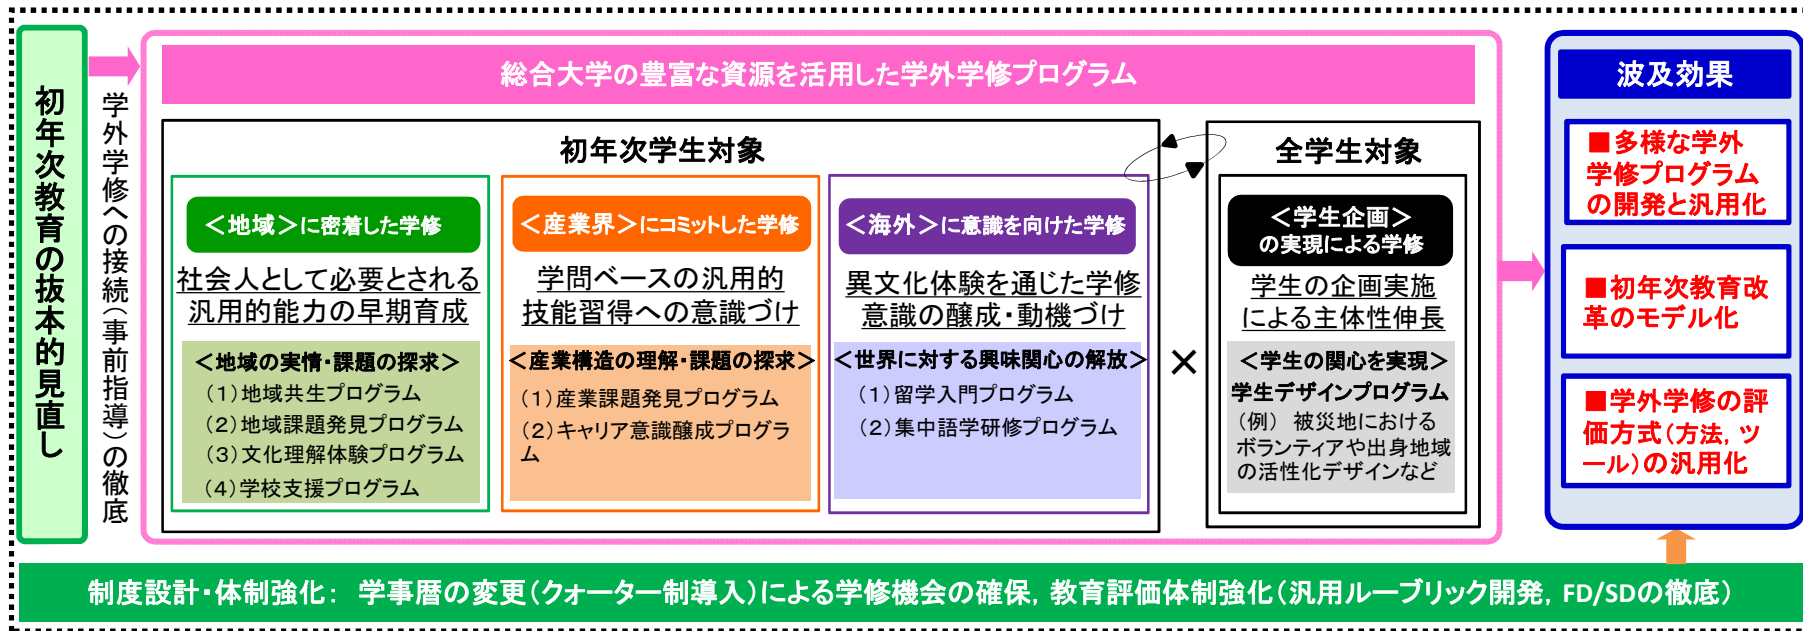 初年次教育の抜本的見直し
学外学修への接続（事前指導）の徹底
総合大学の豊富な資源を活用した学外学修プログラム
初年次学生対象
＜地域＞に密着した学修
社会人として必要とされる
汎用的能力の早期育成
＜地域の実情・課題の探求＞
（１）地域共生プログラム
（２）地域課題発見プログラム
（３）文化理解体験プログラム
（４）学校支援プログラム
＜産業界＞にコミットした学修
学問ベースの汎用的
技能習得への意識づけ
＜産業構造の理解・課題の探求＞
（１）産業課題発見プログラム
（２）キャリア意識醸成プログラ
ム
＜海外＞に意識を向けた学修
異文化体験を通じた学修
意識の醸成・動機づけ
＜世界に対する興味関心の解放＞
（１）留学入門プログラム
（２）集中語学研修プログラム
×
全学生対象
＜学生企画＞
の実現による学修
学生の企画実施
による主体性伸長
＜学生の関心を実現＞
学生デザインプログラム
（例） 被災地における
ボランティアや出身地域
の活性化デザインなど
波及効果
■多様な学外
学修プログラム
の開発と汎用化
■初年次教育改
革のモデル化
■学外学修の評
価方式（方法，ツ
ール）の汎用化
制度設計・体制強化： 学事暦の変更（クォーター制導入）による学修機会の確保，教育評価体制強化（汎用ルーブリック開発，FD/SDの徹底）